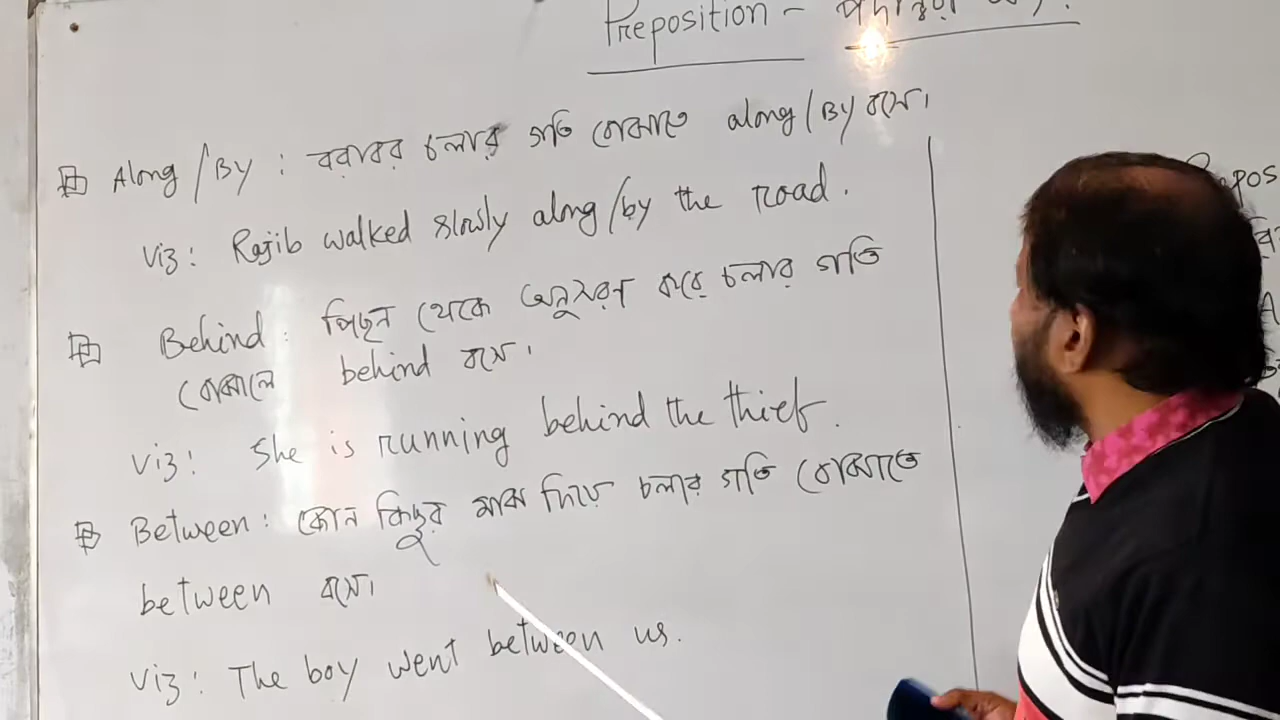 Preposition -
Along/By : বরাবর চলার গতি বোঝাতে along/By বসে।
Viz: Rajib walked slowly along/by the road.
Behind: পিছন থেকে অনুসরণ করে চলার গতি
বোঝালে behind বসে।
Viz: She is running behind the thief.
Between: কোন কিছুর মাঝ দিয়ে চলার গতি বোঝাতে
between বসে।
Viz: The boy went between us.